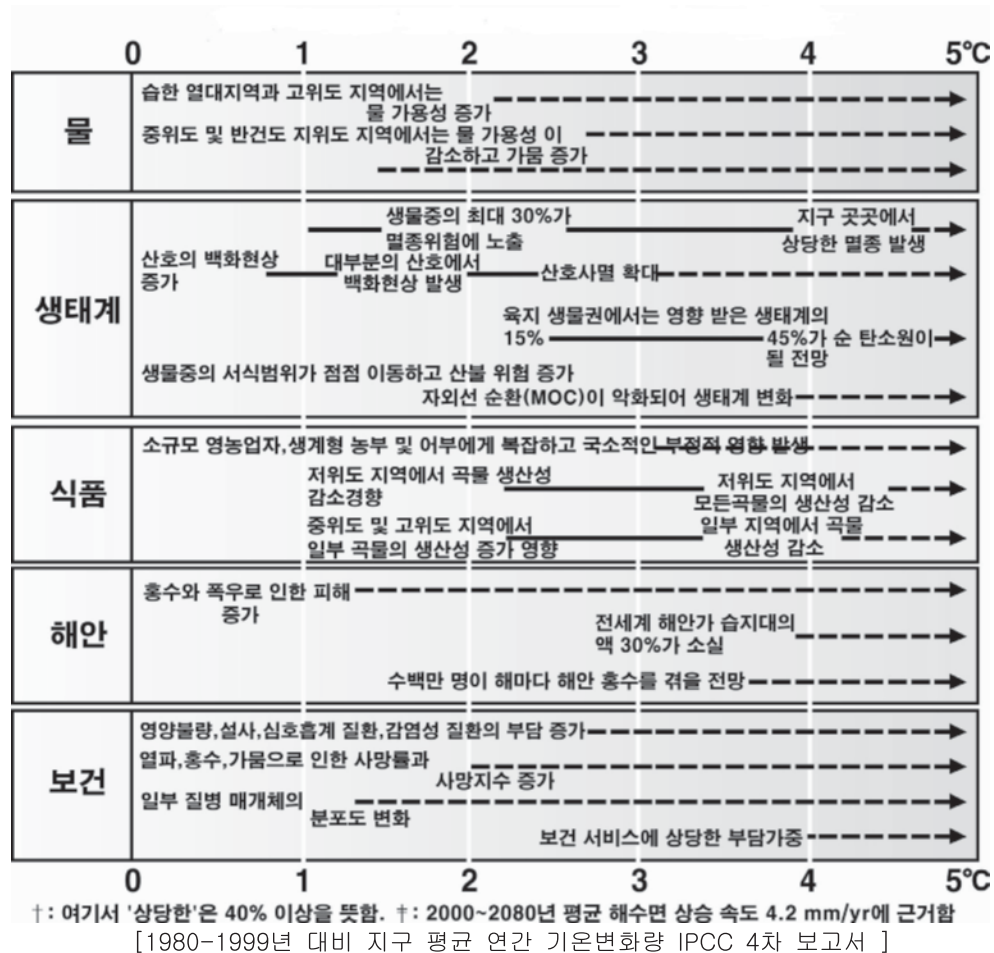 0 1 2 3 4 5℃
물
습한 열대지역과 고위도 지역에서는
물 가용성 증가
중위도 및 반건도 지위도 지역에서는 물 가용성 이
감소하고 가뭄 증가
생태계
생물중의 최대 30%가
멸종위험에 노출
지구 곳곳에서
상당한 멸종 발생
산호의 백화현상
증가
대부분의 산호에서
백화현상 발생
산호사멸 확대
육지 생물권에서는 영향 받은 생태계의
15% 45%가 순 탄소원이
될 전망
생물중의 서식범위가 점점 이동하고 산불 위험 증가
자외선 순환(MOC)이 악화되어 생태계 변화
식품
소규모 영농업자,생계형 농부 및 어부에게 복잡하고 국소적인 부정적 영향 발생
저위도 지역에서 곡물 생산성
감소경향
저위도 지역에서
모든곡물의 생산성 감소
중위도 및 고위도 지역에서
일부 곡물의 생산성 증가 영향
일부 지역에서 곡물
생산성 감소
해안
홍수와 폭우로 인한 피해
증가
전세계 해안가 습지대의
액 30%가 소실
수백만 명이 해마다 해안 홍수를 겪을 전망
보건
영양불량,설사,심호흡계 질환,감염성 질환의 부담 증가
열파,홍수,가뭄으로 인한 사망률과
사망지수 증가
일부 질병 매개체의
분포도 변화
보건 서비스에 상당한 부담가중
0 1 2 3 4 5℃
†: 여기서 '상당한'은 40% 이상을 뜻함. ‡: 2000~2080년 평균 해수면 상승 속도 4.2 mm/yr에 근거함
[1980-1999년 대비 지구 평균 연간 기온변화량 IPCC 4차 보고서 ]